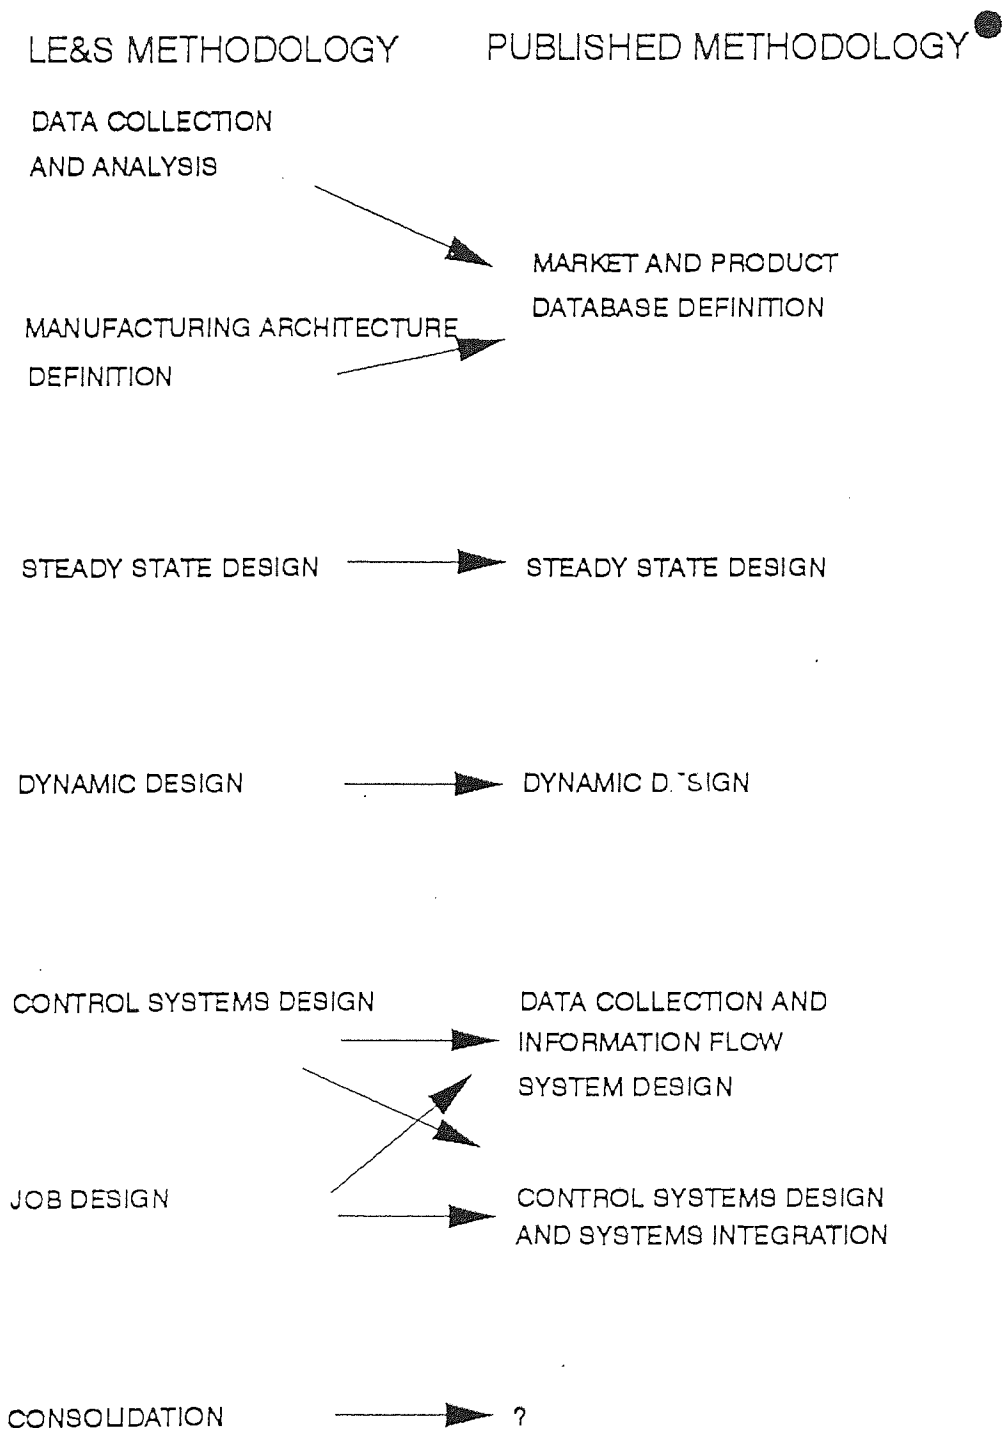 LE&S METHODOLOGY
PUBLISHED METHODOLOGY
DATA COLLECTION
AND ANALYSIS
MARKET AND PRODUCT
DATABASE DEFINITION
MANUFACTURING ARCHITECTURE
DEFINITION
STEADY STATE DESIGN
STEADY STATE DESIGN
DYNAMIC DESIGN
DYNAMIC DESIGN
CONTROL SYSTEMS DESIGN
DATA COLLECTION AND
INFORMATION FLOW
SYSTEM DESIGN
JOB DESIGN
CONTROL SYSTEMS DESIGN
AND SYSTEMS INTEGRATION
CONSOLIDATION
?